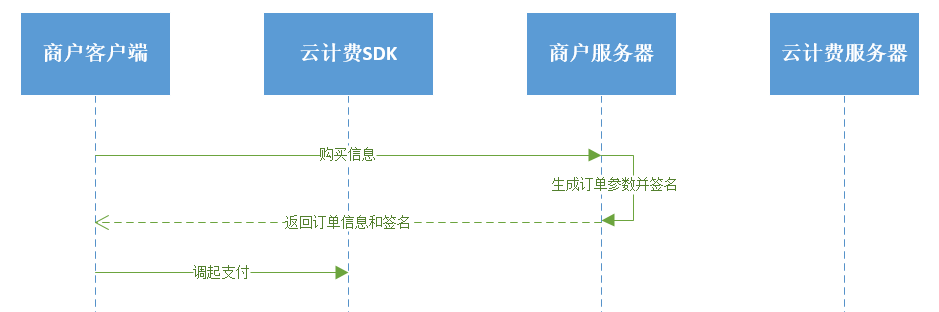 商户客户端
云计费SDK
商户服务器
云计费服务器
购买信息
生成订单参数并签名
返回订单信息和签名
调起支付